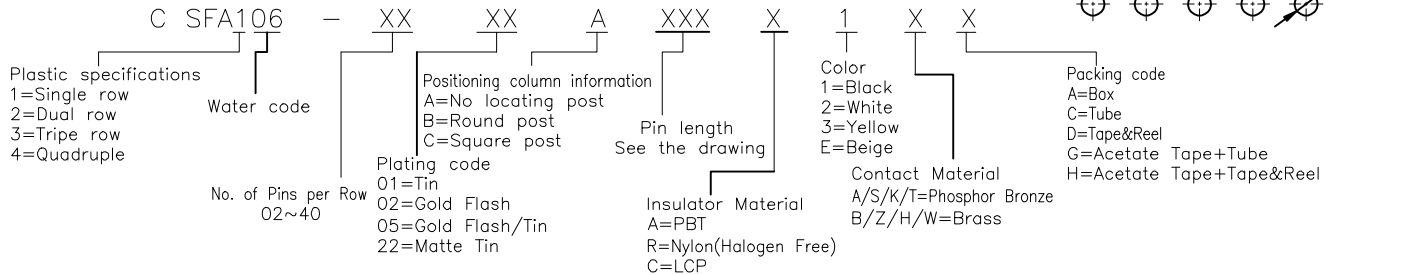 C SFA106 - XX XX A XXX X 1 X X
Plastic specifications
1=Single row
2=Dual row
3=Tripe row
4=Quadruple
Water code
No. of Pins per Row
02~40
Plating code
01=Tin
02=Gold Flash
05=Gold Flash/Tin
22=Matte Tin
Positioning column information
A=No locating post
B=Round post
C=Square post
Pin length
See the drawing
Insulator Material
A=PBT
R=Nylon(Halogen Free)
C=LCP
Color
1=Black
2=White
3=Yellow
E=Beige
Contact Material
A/S/K/T=Phosphor Bronze
B/Z/H/W=Brass
Packing code
A=Box
C=Tube
D=Tape&Reel
G=Acetate Tape+Tube
H=Acetate Tape+Tape&Reel